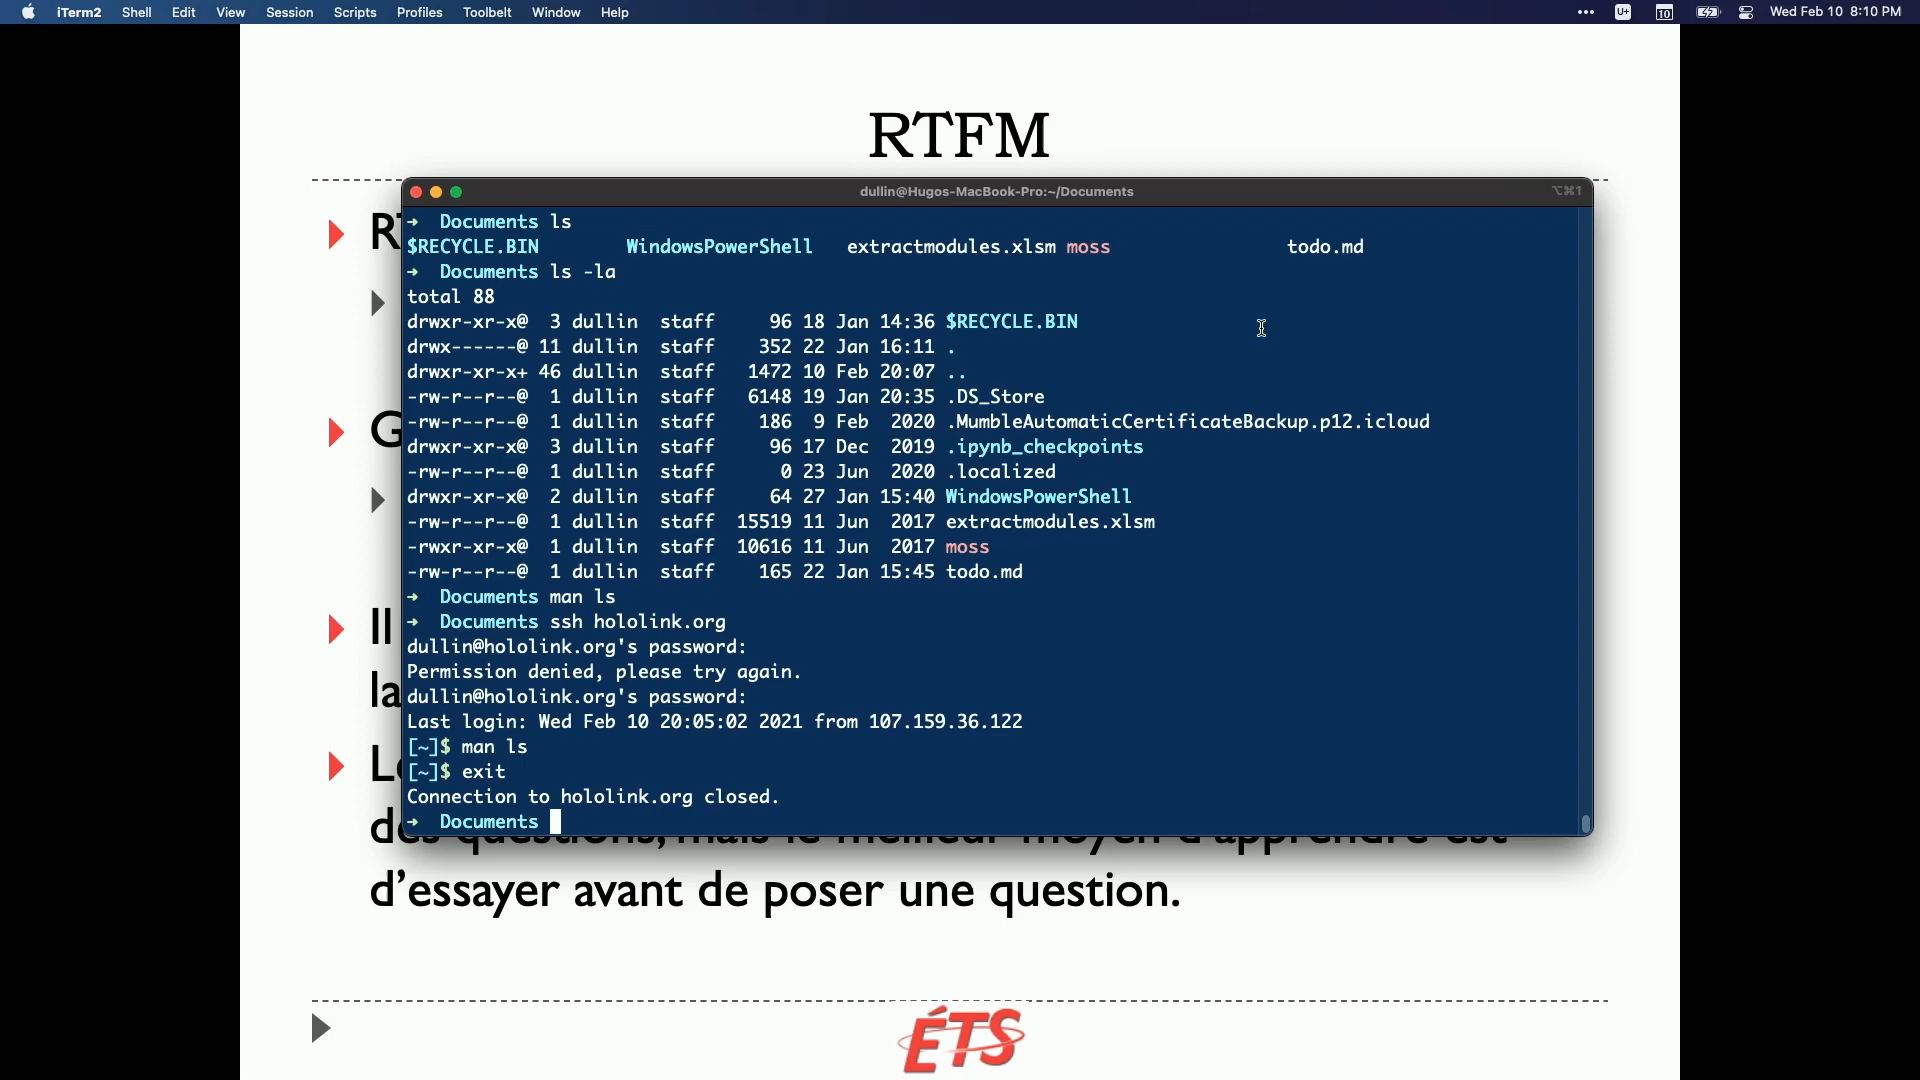 iTerm2 Shell Edit View Session Scripts Profiles Toolbelt Window Help
U+ 10 Wed Feb 10 8:10 PM
RTFM
dullin@Hugos-MacBook-Pro:~/Documents ⌥⌘1
➜ Documents ls
$RECYCLE.BIN WindowsPowerShell extractmodules.xlsm moss todo.md
➜ Documents ls -la
total 88
drwxr-xr-x@ 3 dullin staff 96 18 Jan 14:36 $RECYCLE.BIN
drwx------@ 11 dullin staff 352 22 Jan 16:11 .
drwxr-xr-x+ 46 dullin staff 1472 10 Feb 20:07 ..
-rw-r--r--@ 1 dullin staff 6148 19 Jan 20:35 .DS_Store
-rw-r--r--@ 1 dullin staff 186 9 Feb 2020 .MumbleAutomaticCertificateBackup.p12.icloud
drwxr-xr-x@ 3 dullin staff 96 17 Dec 2019 .ipynb_checkpoints
-rw-r--r--@ 1 dullin staff 0 23 Jun 2020 .localized
drwxr-xr-x@ 2 dullin staff 64 27 Jan 15:40 WindowsPowerShell
-rw-r--r--@ 1 dullin staff 15519 11 Jun 2017 extractmodules.xlsm
-rwxr-xr-x@ 1 dullin staff 10616 11 Jun 2017 moss
-rw-r--r--@ 1 dullin staff 165 22 Jan 15:45 todo.md
➜ Documents man ls
➜ Documents ssh hololink.org
dullin@hololink.org's password:
Permission denied, please try again.
dullin@hololink.org's password:
Last login: Wed Feb 10 20:05:02 2021 from 107.159.36.122
[~]$ man ls
[~]$ exit
Connection to hololink.org closed.
➜ Documents
Il
des questions, mais le meilleur moyen d'apprendre est
d'essayer avant de poser une question.
ÉTS